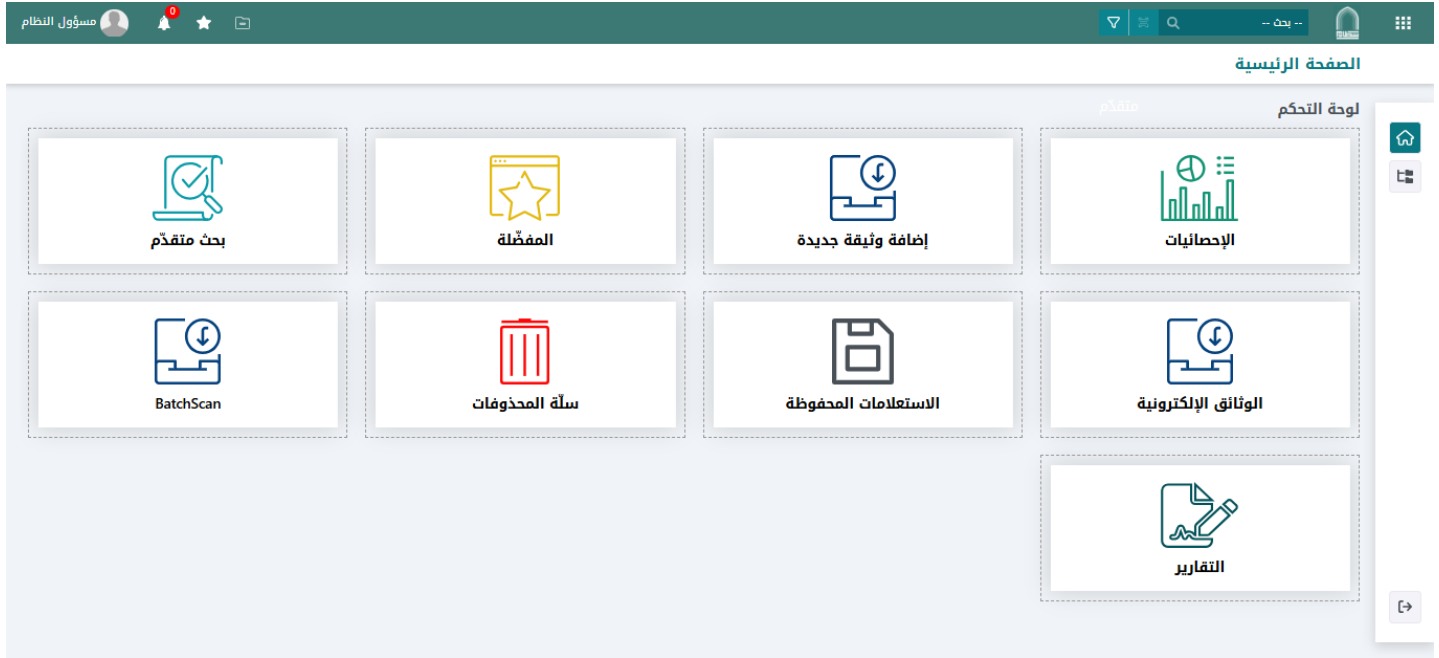 -- بحث --
0
مسؤول النظام
الصفحة الرئيسية
لوحة التحكم
متقدّم
الإحصائيات
إضافة وثيقة جديدة
المفضّلة
بحث متقدّم
الوثائق الإلكترونية
الاستعلامات المحفوظة
سلّة المحذوفات
BatchScan
التقارير